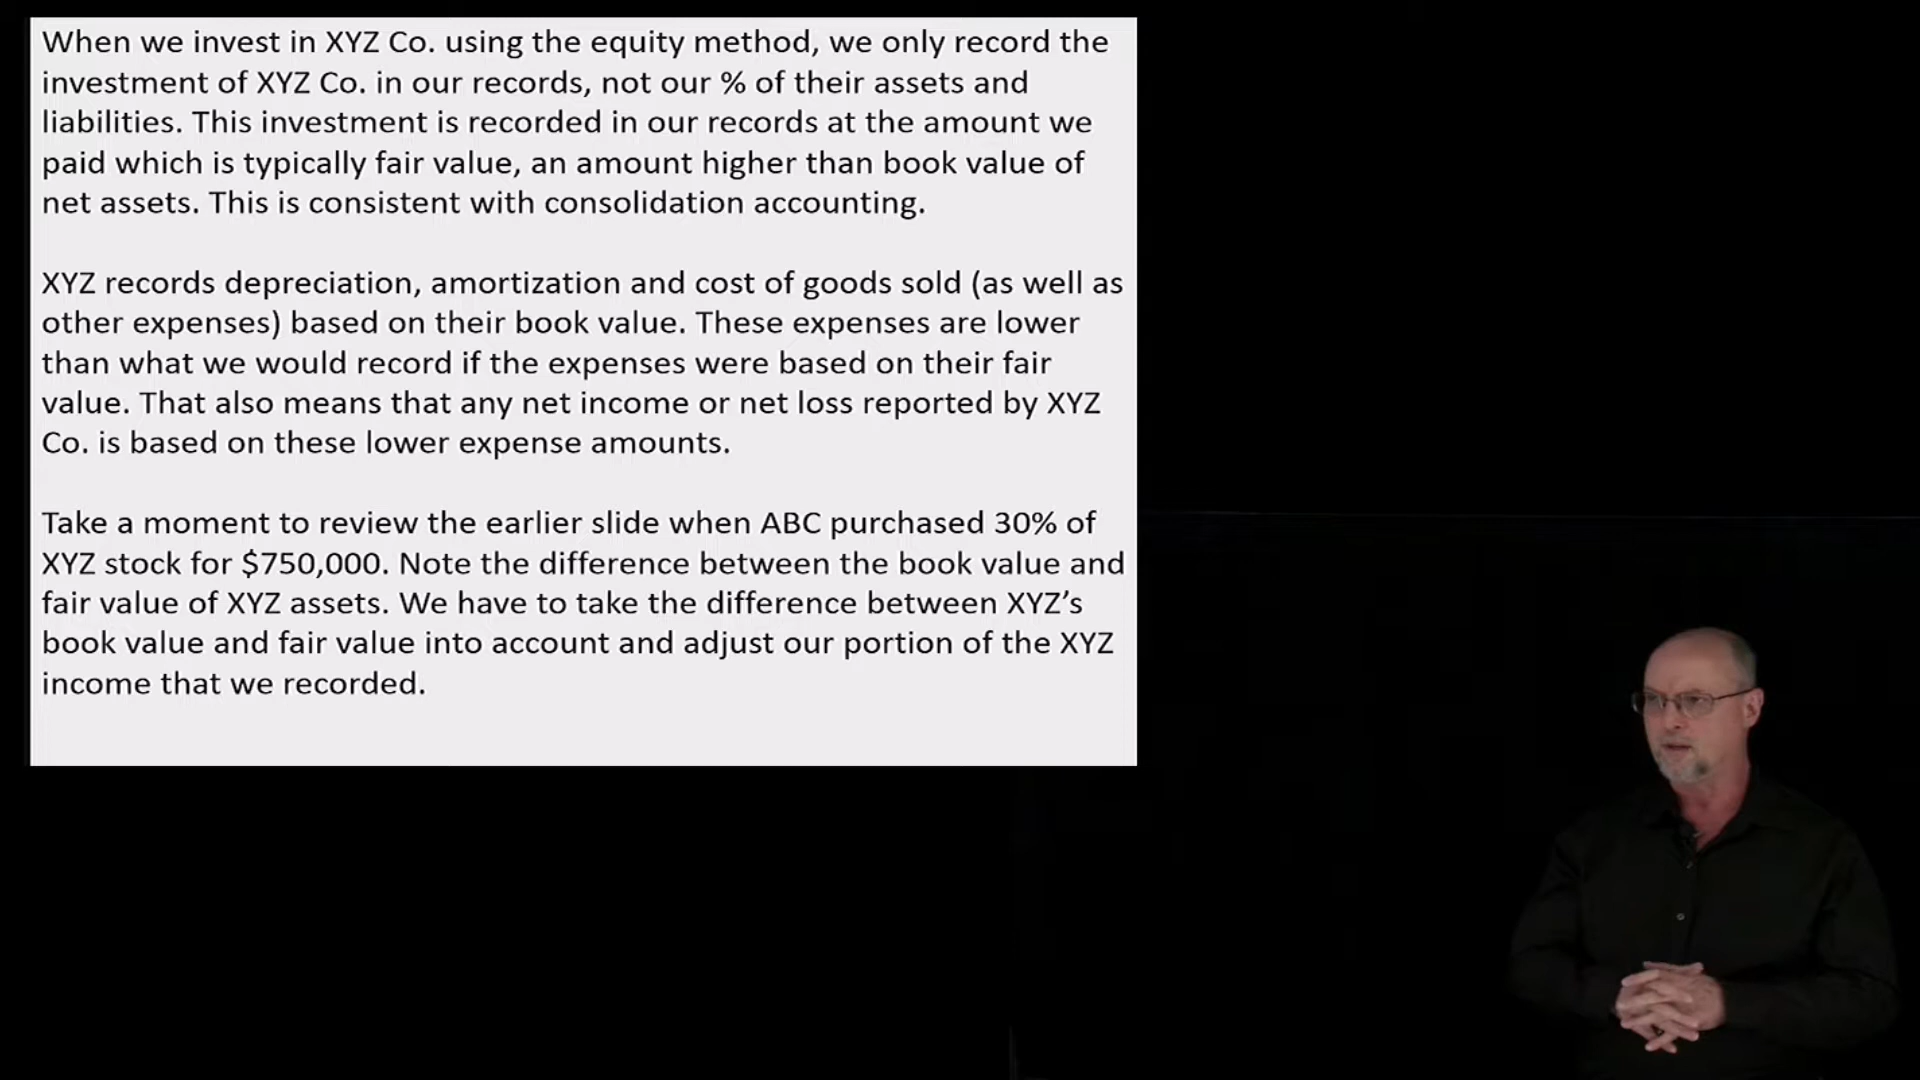 When we invest in XYZ Co. using the equity method, we only record the
investment of XYZ Co. in our records, not our % of their assets and
liabilities. This investment is recorded in our records at the amount we
paid which is typically fair value, an amount higher than book value of
net assets. This is consistent with consolidation accounting.
XYZ records depreciation, amortization and cost of goods sold (as well as
other expenses) based on their book value. These expenses are lower
than what we would record if the expenses were based on their fair
value. That also means that any net income or net loss reported by XYZ
Co. is based on these lower expense amounts.
Take a moment to review the earlier slide when ABC purchased 30% of
XYZ stock for $750,000. Note the difference between the book value and
fair value of XYZ assets. We have to take the difference between XYZ’s
book value and fair value into account and adjust our portion of the XYZ
income that we recorded.